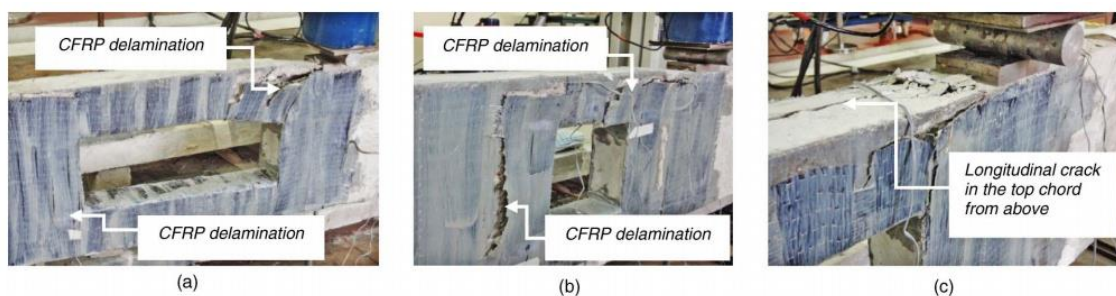 CFRP delamination
CFRP delamination
(a)
CFRP delamination
CFRP delamination
(b)
Longitudinal crack
in the top chord
from above
(c)